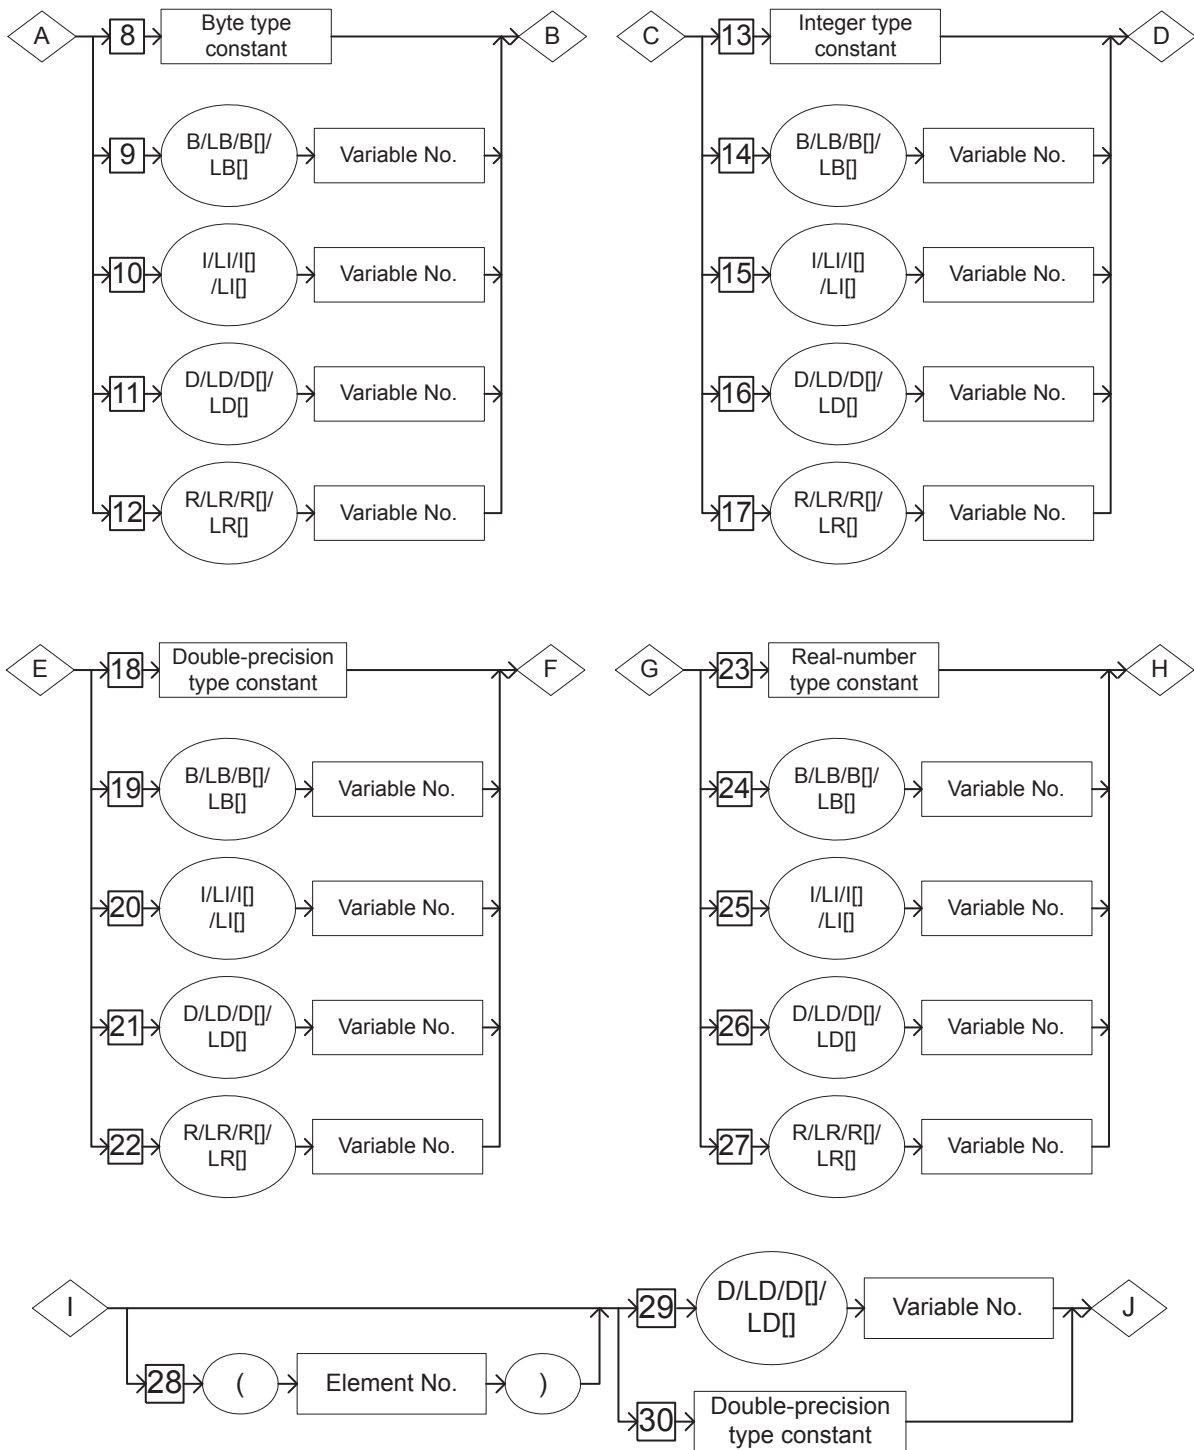 A
8
Byte type
constant
B
9
B/LB/B[]/
LB[]
Variable No.
10
I/LI/I[]
/LI[]
Variable No.
11
D/LD/D[]/
LD[]
Variable No.
12
R/LR/R[]/
LR[]
Variable No.
C
13
Integer type
constant
D
14
B/LB/B[]/
LB[]
Variable No.
15
I/LI/I[]
/LI[]
Variable No.
16
D/LD/D[]/
LD[]
Variable No.
17
R/LR/R[]/
LR[]
Variable No.
E
18
Double-precision
type constant
F
19
B/LB/B[]/
LB[]
Variable No.
20
I/LI/I[]
/LI[]
Variable No.
21
D/LD/D[]/
LD[]
Variable No.
22
R/LR/R[]/
LR[]
Variable No.
G
23
Real-number
type constant
H
24
B/LB/B[]/
LB[]
Variable No.
25
I/LI/I[]
/LI[]
Variable No.
26
D/LD/D[]/
LD[]
Variable No.
27
R/LR/R[]/
LR[]
Variable No.
I
29
D/LD/D[]/
LD[]
Variable No.
J
28
(
Element No.
)
30
Double-precision
type constant